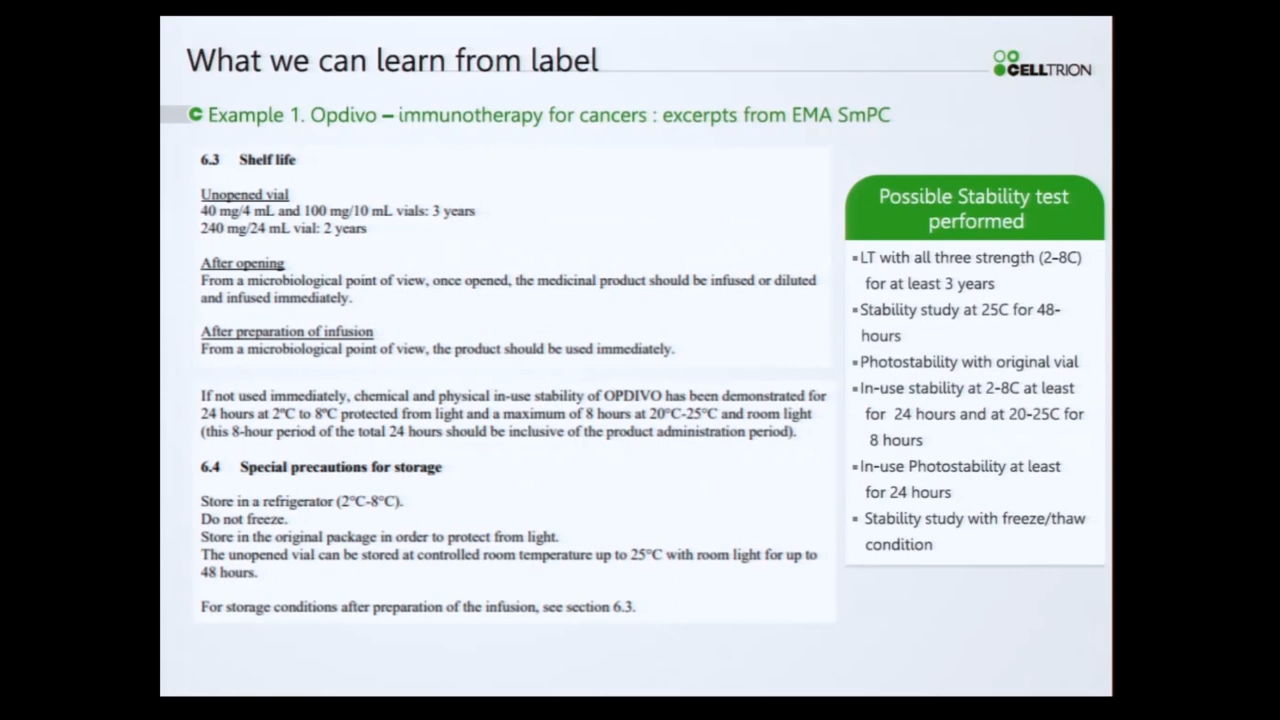 What we can learn from label
CELLTRION
Example 1. Opdivo – immunotherapy for cancers : excerpts from EMA SmPC
6.3 Shelf life
Unopened vial
40 mg/4 mL and 100 mg/10 mL vials: 3 years
240 mg/24 mL vial: 2 years
After opening
From a microbiological point of view, once opened, the medicinal product should be infused or diluted
and infused immediately.
After preparation of infusion
From a microbiological point of view, the product should be used immediately.
If not used immediately, chemical and physical in-use stability of OPDIVO has been demonstrated for
24 hours at 2°C to 8°C protected from light and a maximum of 8 hours at 20°C-25°C and room light
(this 8-hour period of the total 24 hours should be inclusive of the product administration period).
6.4 Special precautions for storage
Store in a refrigerator (2°C-8°C).
Do not freeze.
Store in the original package in order to protect from light.
The unopened vial can be stored at controlled room temperature up to 25°C with room light for up to
48 hours.
For storage conditions after preparation of the infusion, see section 6.3.
Possible Stability test
performed
▪LT with all three strength (2-8C)
for at least 3 years
▪Stability study at 25C for 48-
hours
▪Photostability with original vial
▪In-use stability at 2-8C at least
for 24 hours and at 20-25C for
8 hours
▪In-use Photostability at least
for 24 hours
▪ Stability study with freeze/thaw
condition